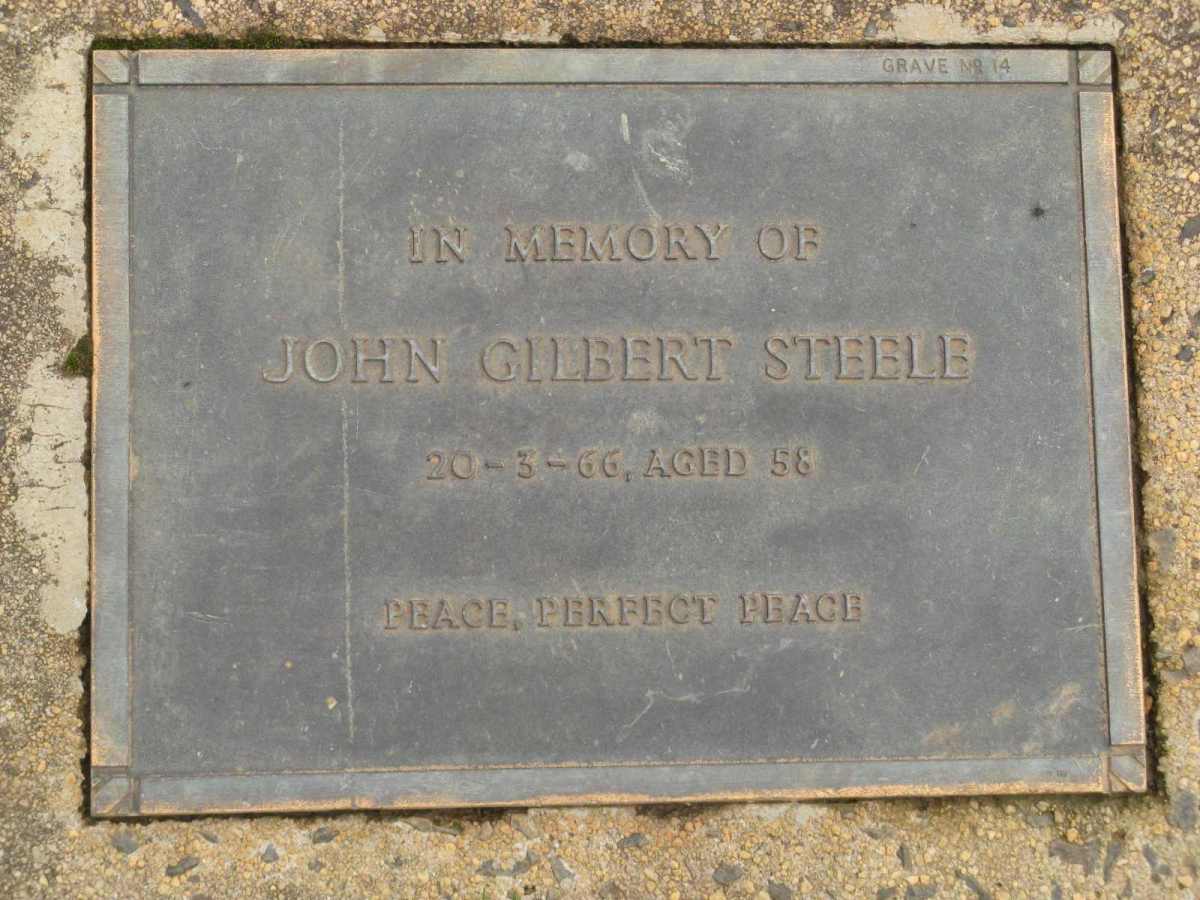 GRAVE Nº 14
IN MEMORY OF
JOHN GILBERT STEELE
20-3-66, AGED 58
PEACE, PERFECT PEACE